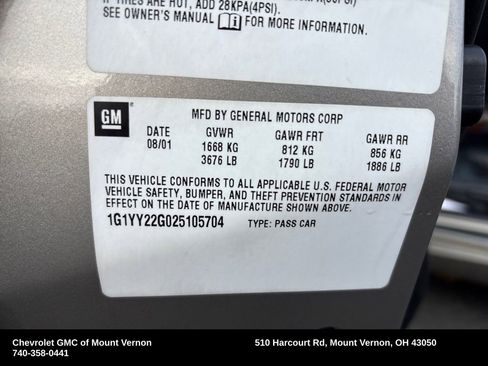 IF TIRES ARE HOT, ADD 28KPA(4PSI).
SEE OWNER'S MANUAL FOR MORE INFORMATION.
GM
MFD BY GENERAL MOTORS CORP
DATE GVWR GAWR FRT GAWR RR
08/01 1668 KG 812 KG 856 KG
3676 LB 1790 LB 1886 LB
THIS VEHICLE CONFORMS TO ALL APPLICABLE U.S. FEDERAL MOTOR
VEHICLE SAFETY, BUMPER, AND THEFT PREVENTION STANDARDS IN
EFFECT ON THE DATE OF MANUFACTURE SHOWN ABOVE.
1G1YY22G025105704 TYPE: PASS CAR
Chevrolet GMC of Mount Vernon 510 Harcourt Rd, Mount Vernon, OH 43050
740-358-0441